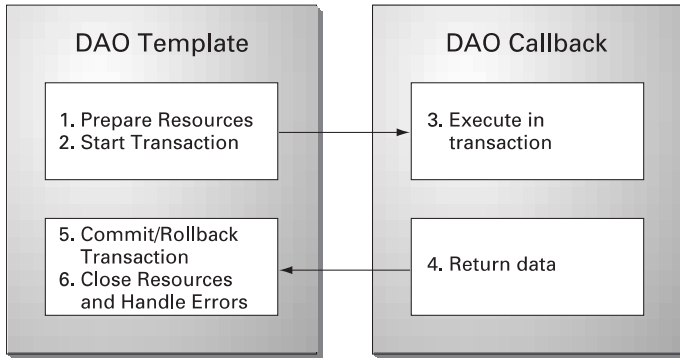 DAO Template
1. Prepare Resources
2. Start Transaction
5. Commit/Rollback
Transaction
6. Close Resources
and Handle Errors
DAO Callback
3. Execute in
transaction
4. Return data